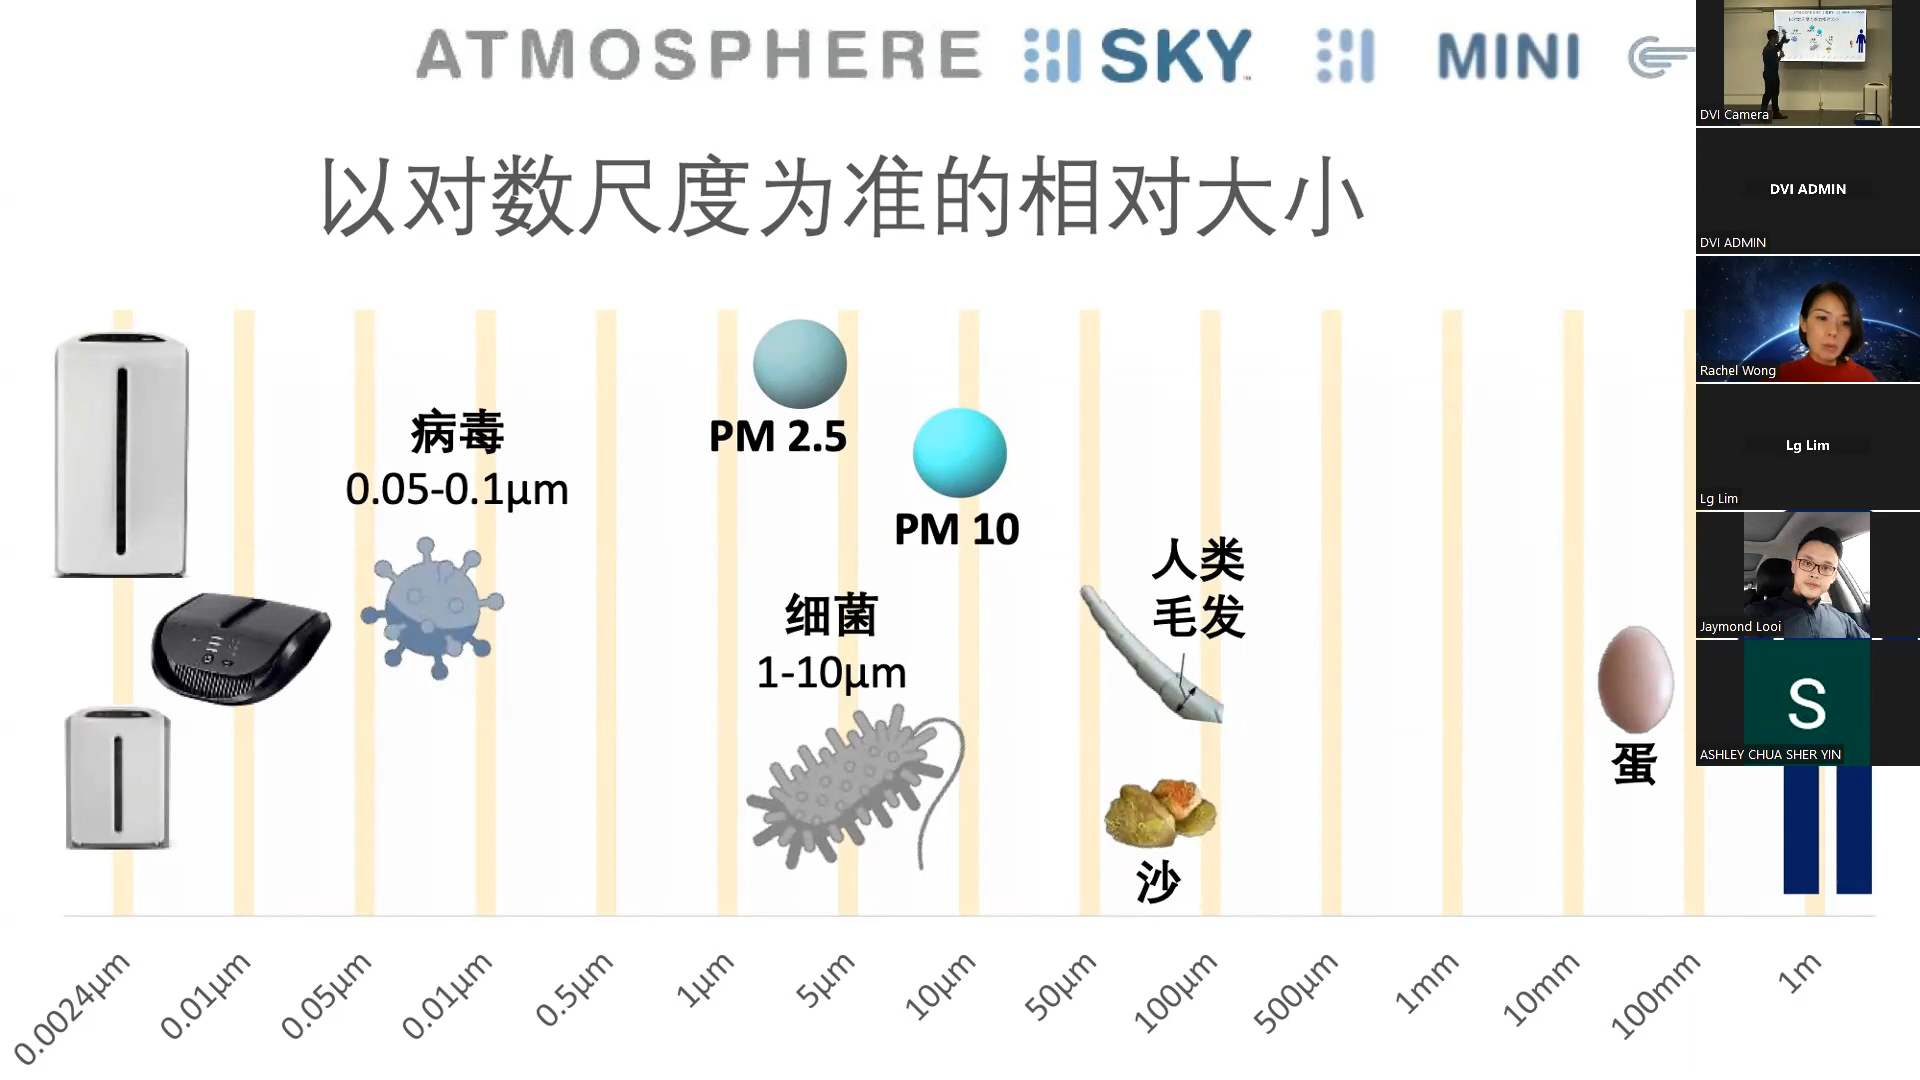 ATMOSPHERE SKY™ MINI
以对数尺度为准的相对大小
病毒
0.05-0.1µm
PM 2.5
PM 10
细菌
1-10µm
人类
毛发
沙
蛋
0.0024µm
0.01µm
0.05µm
0.01µm
0.5µm
1µm
5µm
10µm
50µm
100µm
500µm
1mm
10mm
100mm
1m
DVI Camera
DVI ADMIN
DVI ADMIN
Rachel Wong
Lg Lim
Lg Lim
Jaymond Looi
S
ASHLEY CHUA SHER YIN